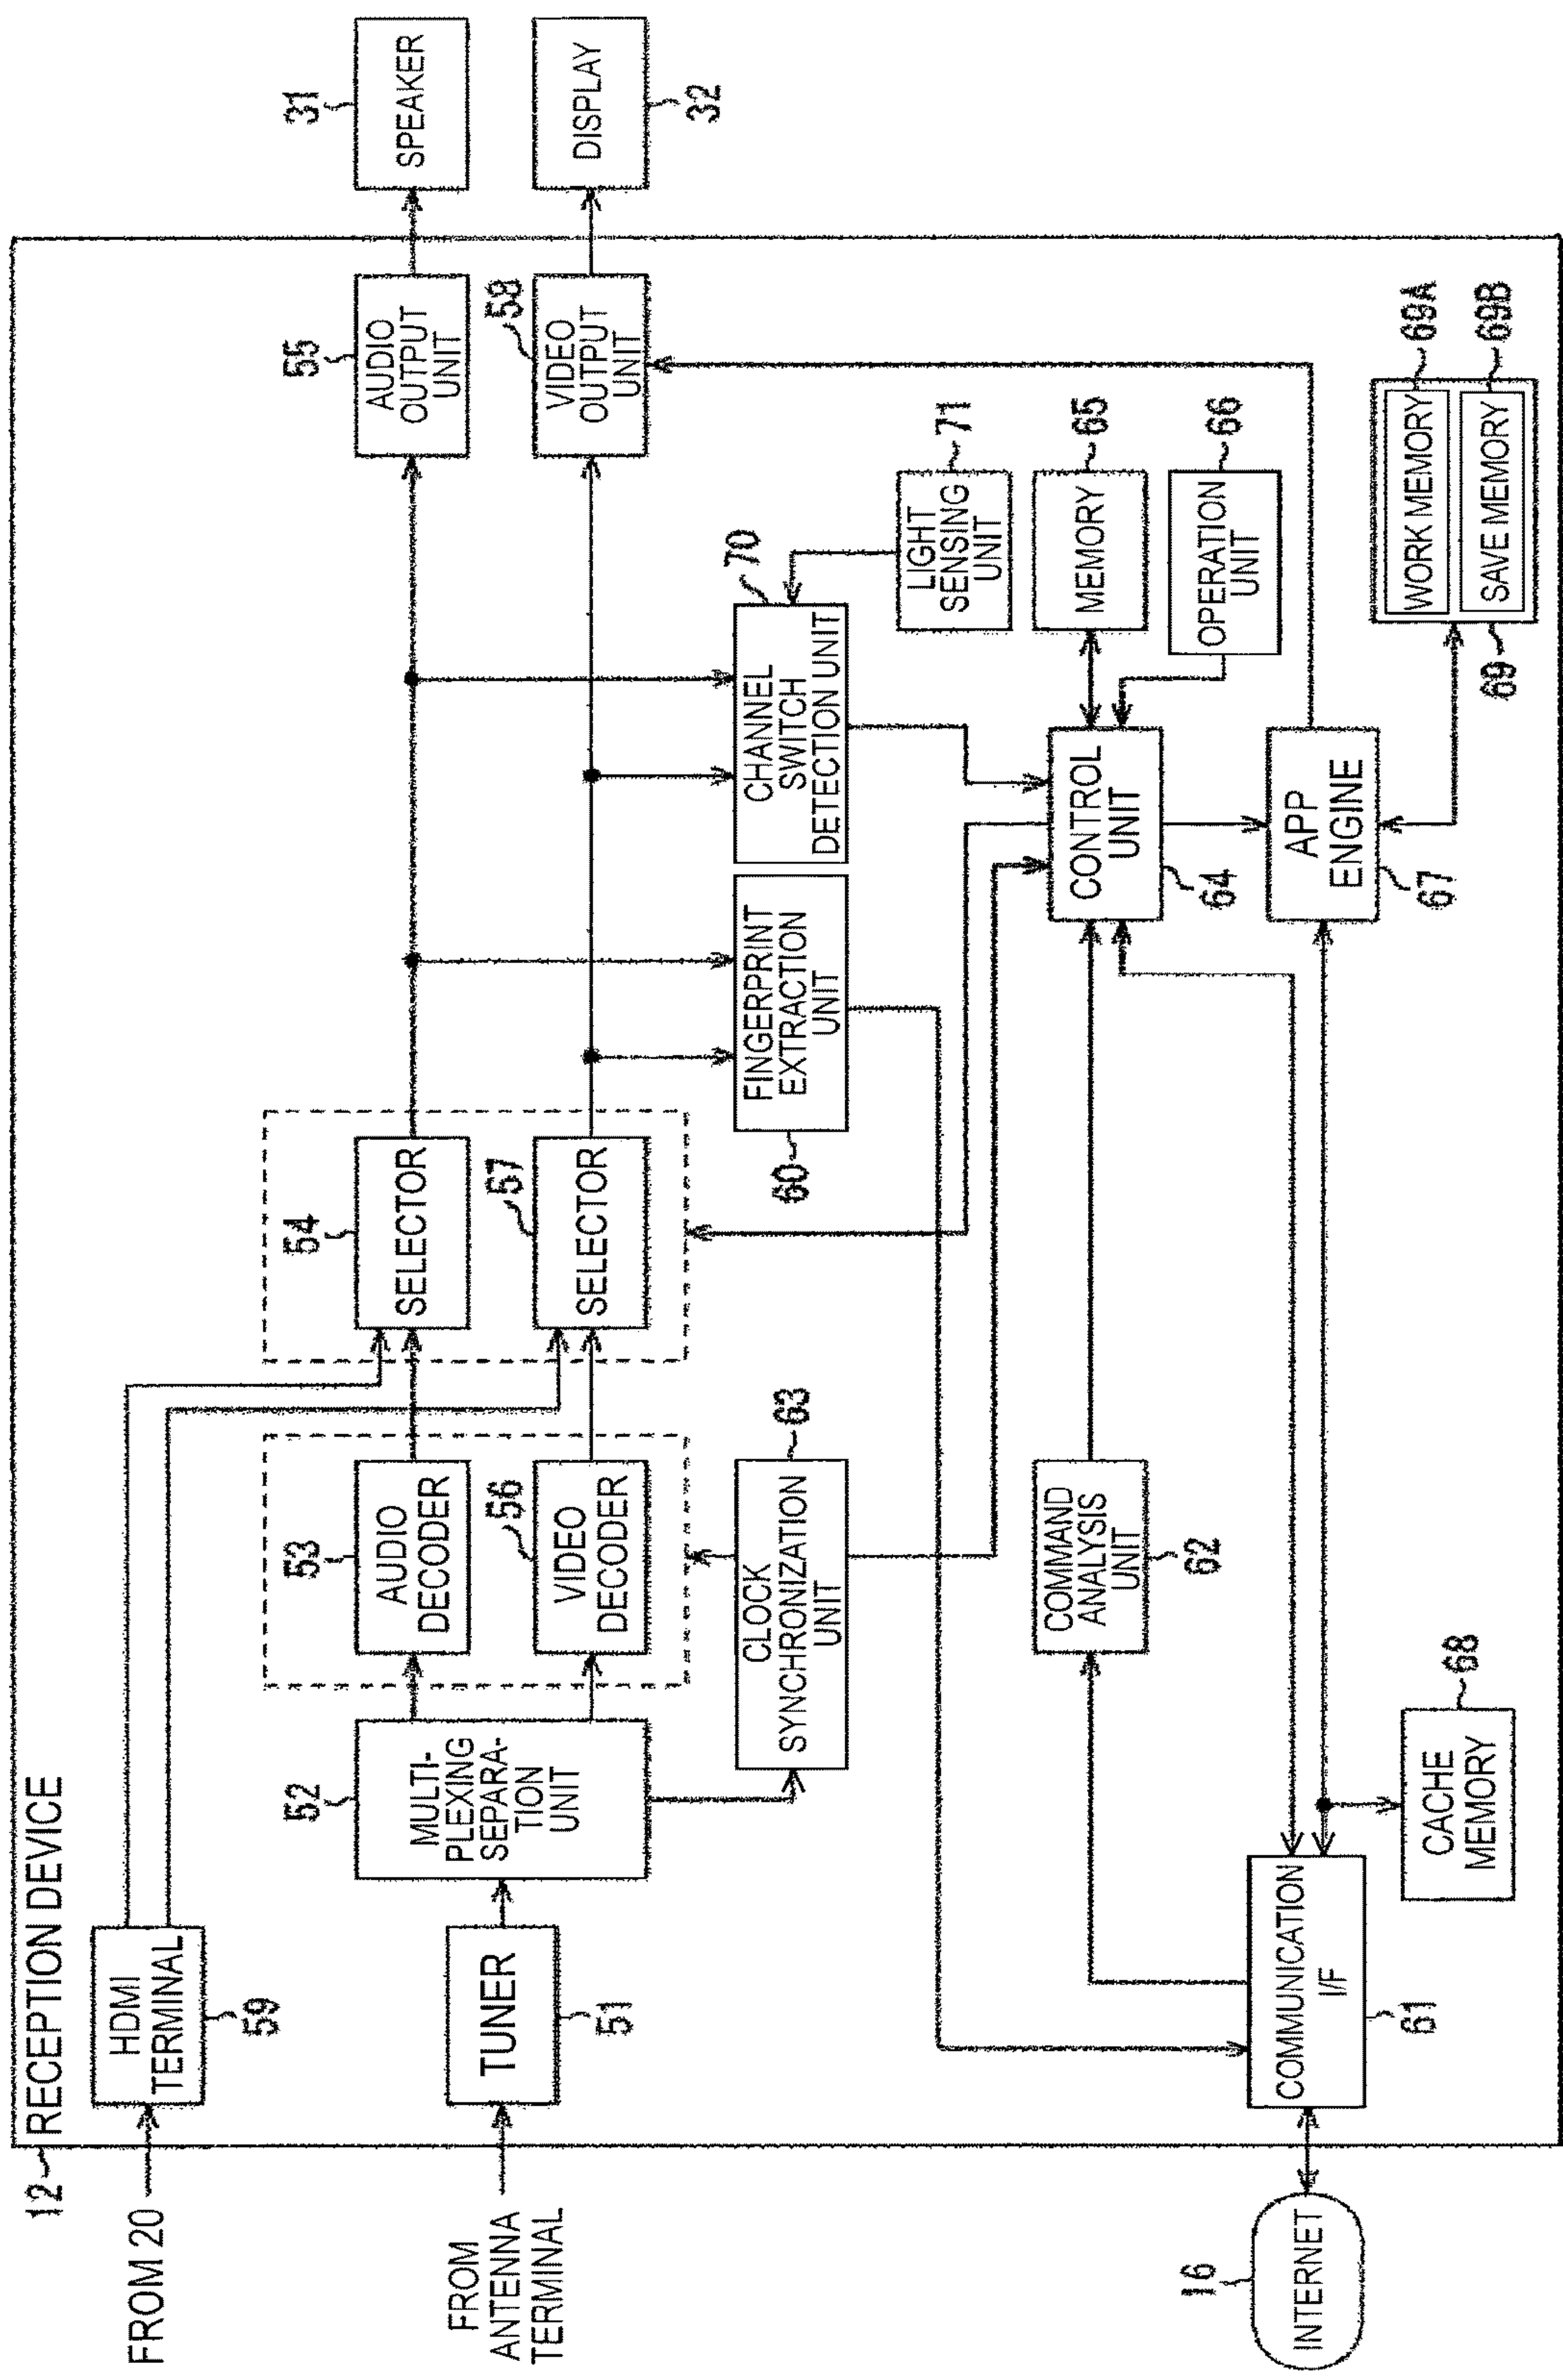 12
RECEPTION DEVICE
FROM 20
HDMI
TERMINAL
59
FROM
ANTENNA
TERMINAL
TUNER
51
52
MULTI-
PLEXING
SEPARA-
TION
UNIT
53
AUDIO
DECODER
56
VIDEO
DECODER
54
SELECTOR
57
SELECTOR
55
AUDIO
OUTPUT
UNIT
58
VIDEO
OUTPUT
UNIT
31
SPEAKER
DISPLAY
32
63
CLOCK
SYNCHRONIZATION
UNIT
FINGERPRINT
EXTRACTION
UNIT
60
70
CHANNEL
SWITCH
DETECTION UNIT
71
LIGHT
SENSING
UNIT
COMMAND
ANALYSIS
UNIT
62
CONTROL
UNIT
64
65
MEMORY
66
OPERATION
UNIT
16
INTERNET
COMMUNICATION
I/F
61
68
CACHE
MEMORY
APP
ENGINE
67
69A
WORK MEMORY
69B
SAVE MEMORY
69